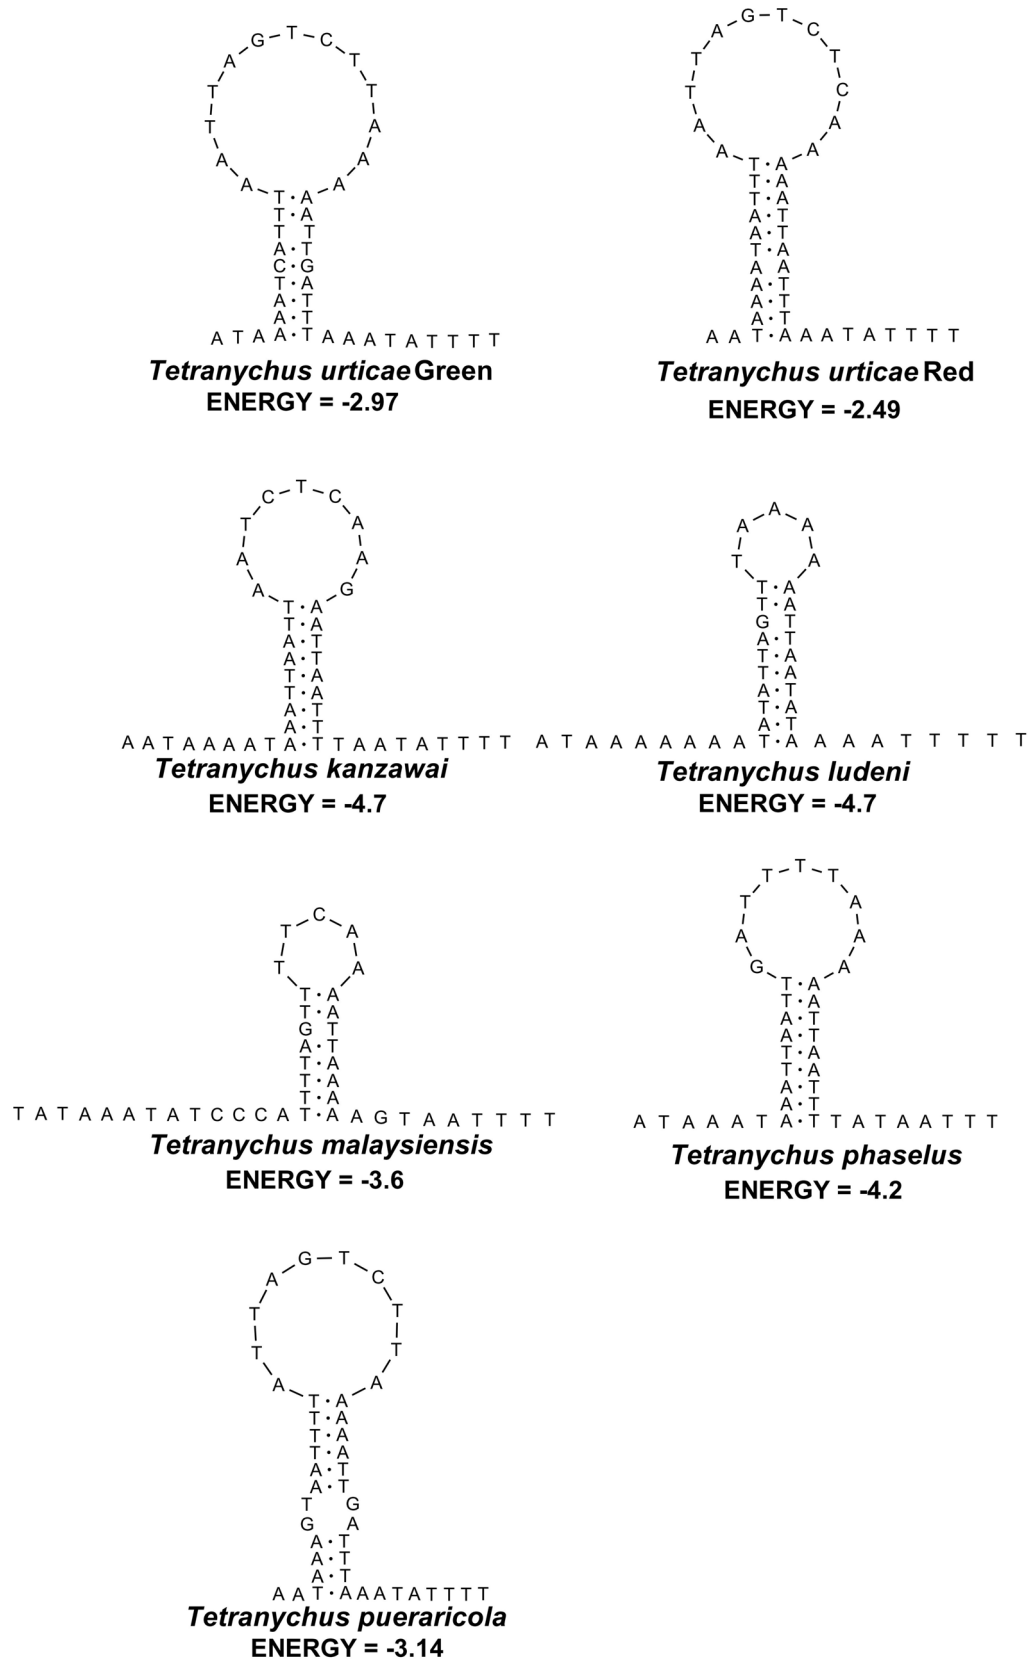 A A T T A G T C T T A A A
T·A
T·A
T T
A·T
C·G
T·A
A·T
A·T
A T A A A·T A A A T A T T T T
Tetranychus urticae Green
ENERGY = -2.97
A A T T A G T C T C A A
T·A
T·A
T·A
A·T
A·T
T·A
A A
A·T
A·T
A·T
A A T·A A A T A T T T T
Tetranychus urticae Red
ENERGY = -2.49
A A T C T C A A G
T·A
T·A
A·T
A·T
T·A
T·A
A·T
A·T
A A T A A A A T A·T T A A T A T T T T
Tetranychus kanzawai
ENERGY = -4.7
T A A A A
T·A
T·A
G T
A·T
T·A
T·A
A·T
T·A
A·T
A T A A A A A A A T·A A A A T T T T T
Tetranychus ludeni
ENERGY = -4.7
T T C A A
T·A
T·A
G T
A·T
T·A
T·A
T·A
T A T A A A T A T C C C A T·A A G T A A T T T T
Tetranychus malaysiensis
ENERGY = -3.6
G A T T T T A A A
T·A
T·A
A·T
A·T
T·A
T·A
A·T
A·T
A T A A A T A·T T A T A A T T T
Tetranychus phaselus
ENERGY = -4.2
A T T A G T C T T A
T·A
T·A
T·A
T·A
A·T
A·T
T G
G A
A·T
A·T
A·T
A A T·A A A T A T T T T
Tetranychus pueraricola
ENERGY = -3.14